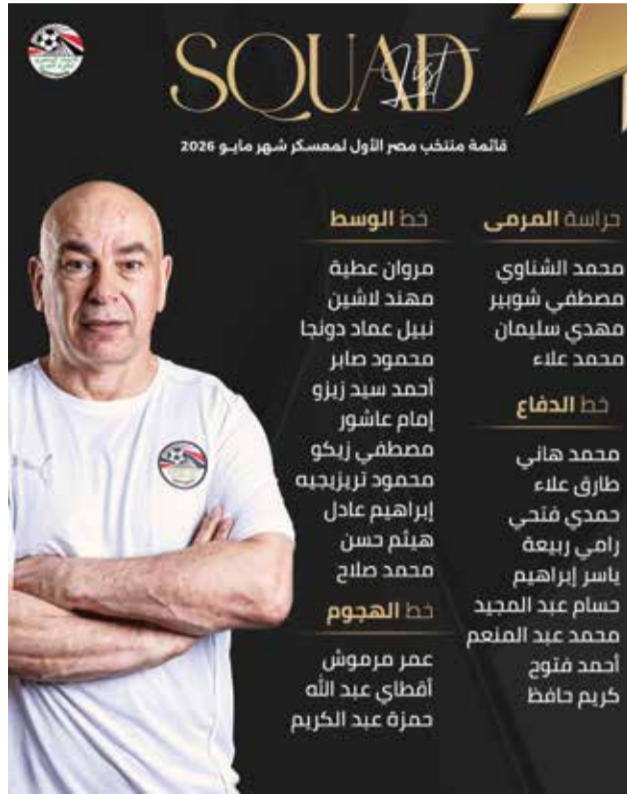 SQUAD
List
قائمة منتخب مصر الأول لمعسكر شهر مايو 2026
حراسة المرمى
محمد الشناوي
مصطفي شوبير
مهدي سليمان
محمد علاء
خط الدفاع
محمد هاني
طارق علاء
حمدي فتحي
رامي ربيعة
ياسر إبراهيم
حسام عبد المجيد
محمد عبد المنعم
أحمد فتوح
كريم حافظ
خط الوسط
مروان عطية
مهند لاشين
نبيل عماد دونجا
محمود صابر
أحمد سيد زيزو
إمام عاشور
مصطفي زيكو
محمود تريزيجيه
إبراهيم عادل
هيثم حسن
محمد صلاح
خط الهجوم
عمر مرموش
أقطاي عبد الله
حمزة عبد الكريم